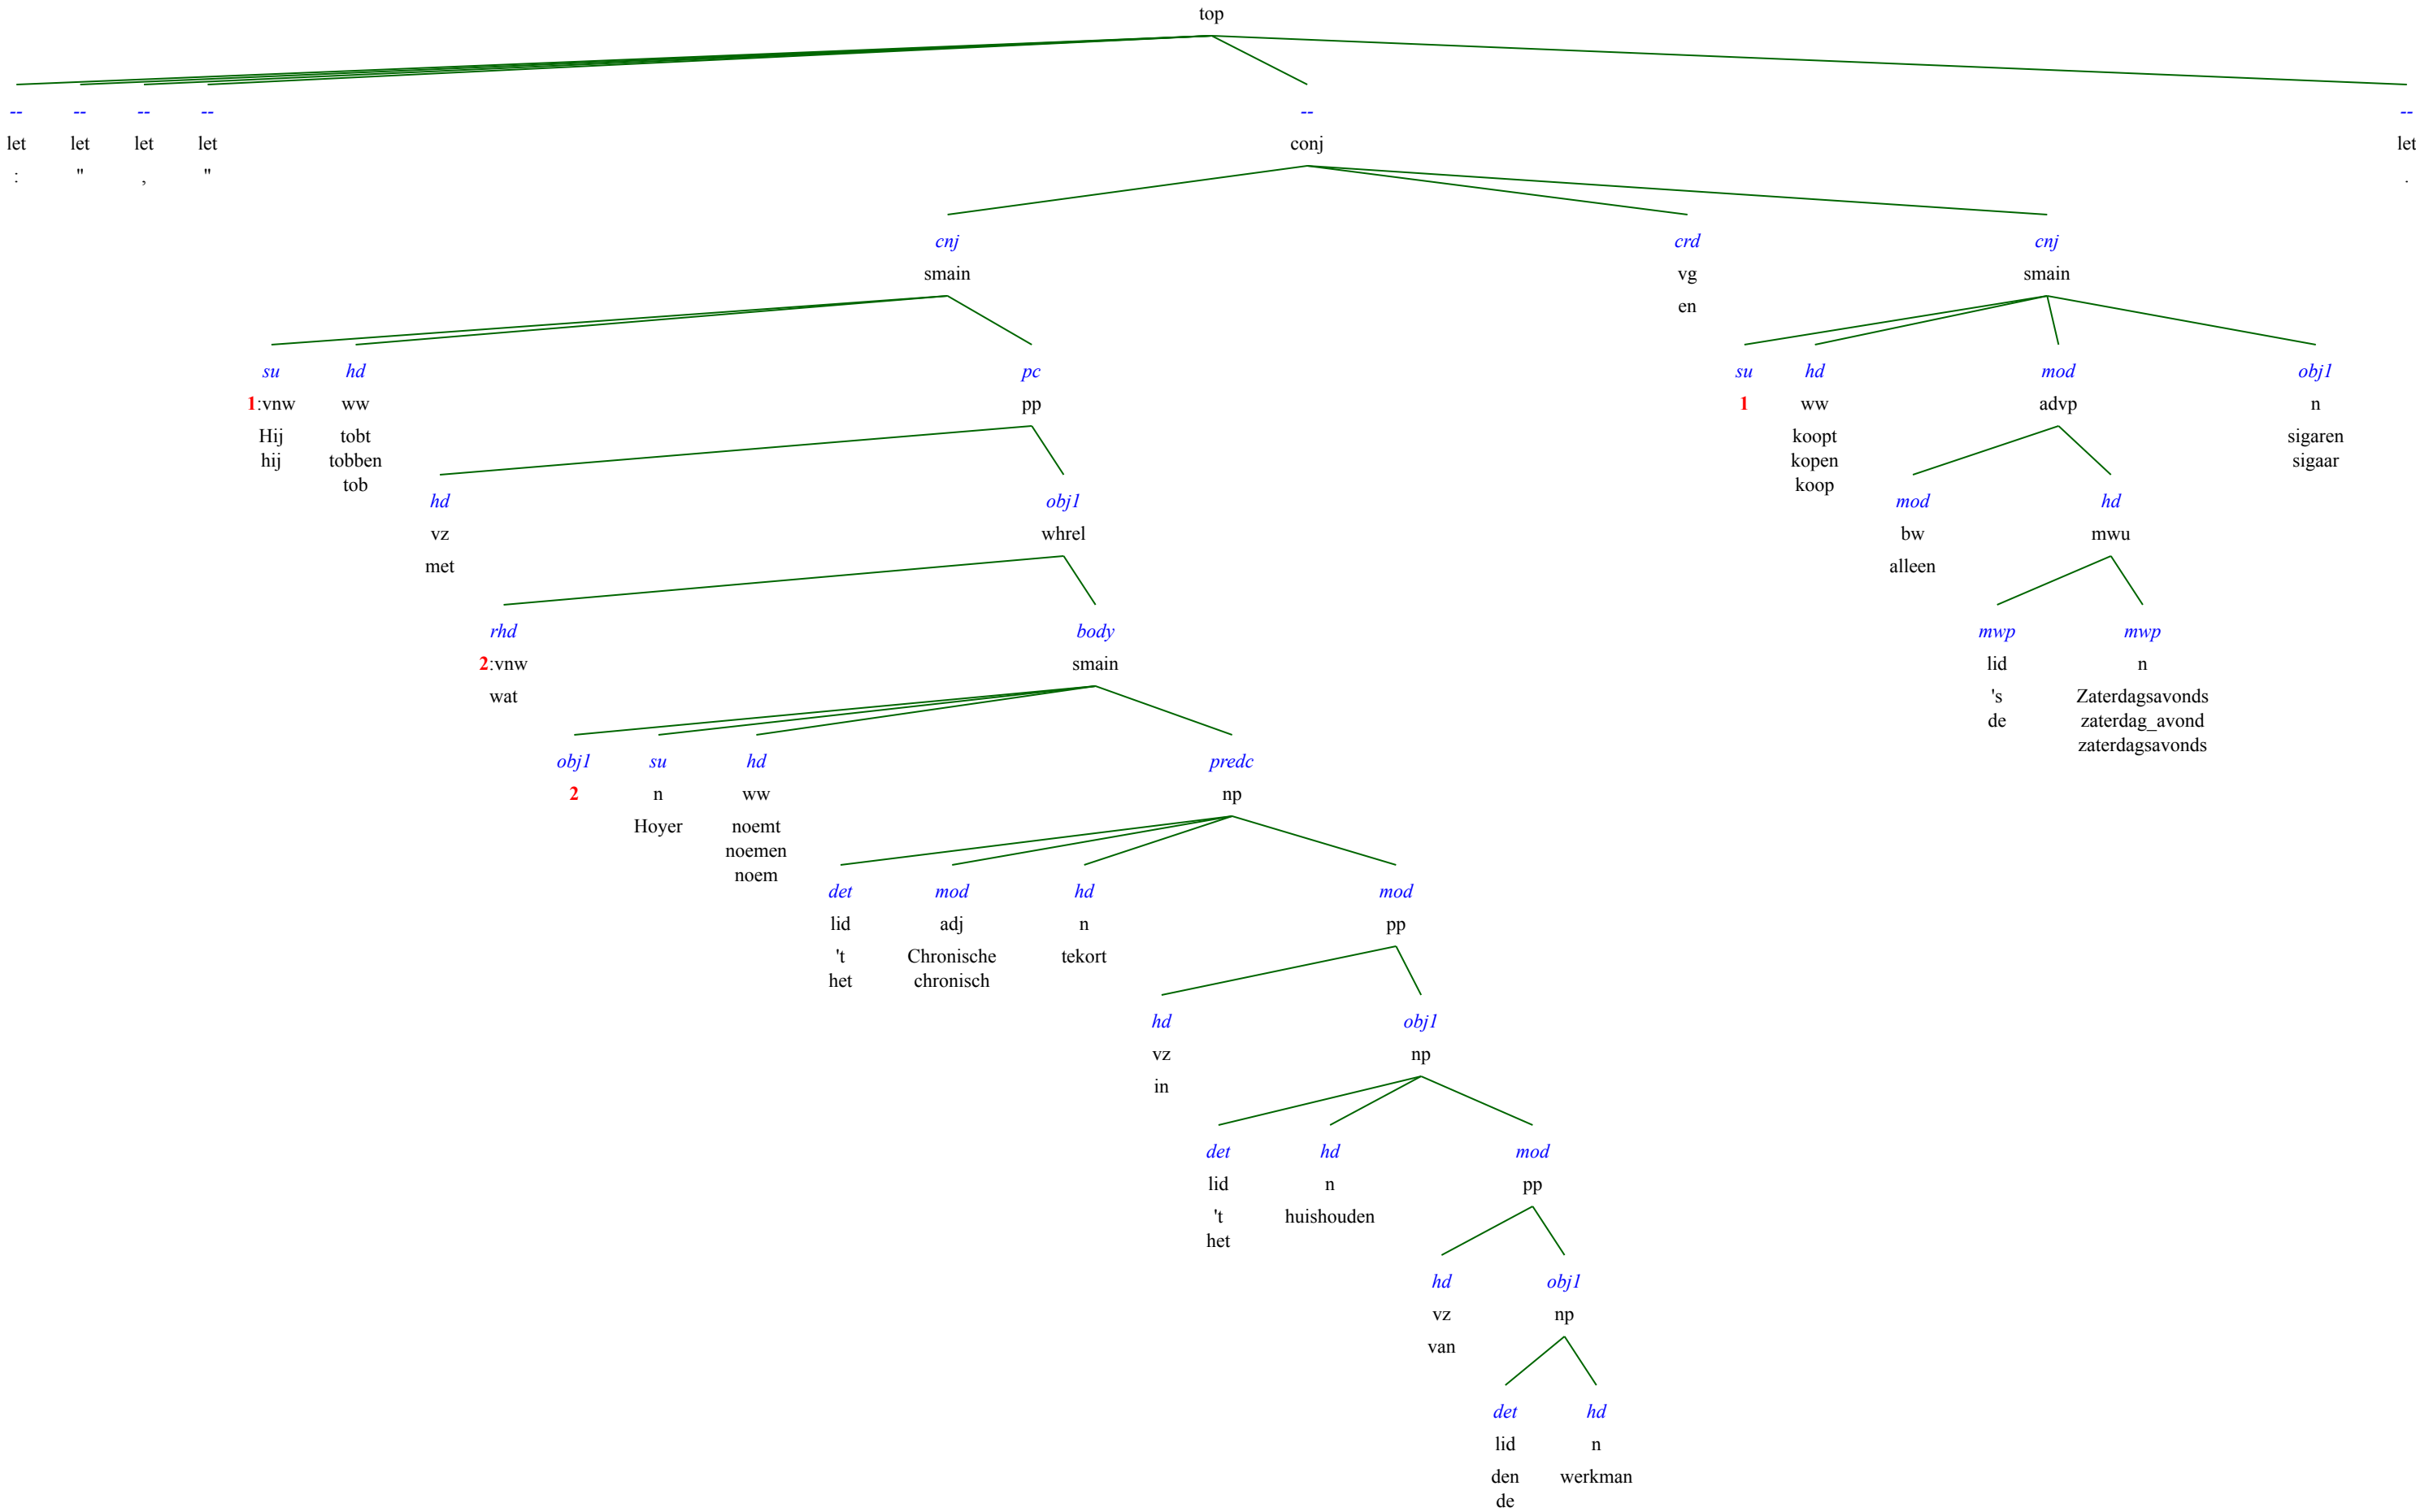 top
-- -- -- -- -- --
let let let let conj let
: " , " .
cnj crd cnj
smain vg smain
en
su hd pc su hd mod obj1
1:vnw ww pp 1 ww advp n
Hij tobt koopt sigaren
hij tobben kopen sigaar
tob koop
hd obj1 mod hd
vz whrel bw mwu
met alleen
rhd body mwp mwp
2:vnw smain lid n
wat 's Zaterdagsavonds
de zaterdag_avond
zaterdagsavonds
obj1 su hd predc
2 n ww np
Hoyer noemt
noemen
noem
det mod hd mod
lid adj n pp
't Chronische tekort
het chronisch
hd obj1
vz np
in
det hd mod
lid n pp
't huishouden
het
hd obj1
vz np
van
det hd
lid n
den werkman
de